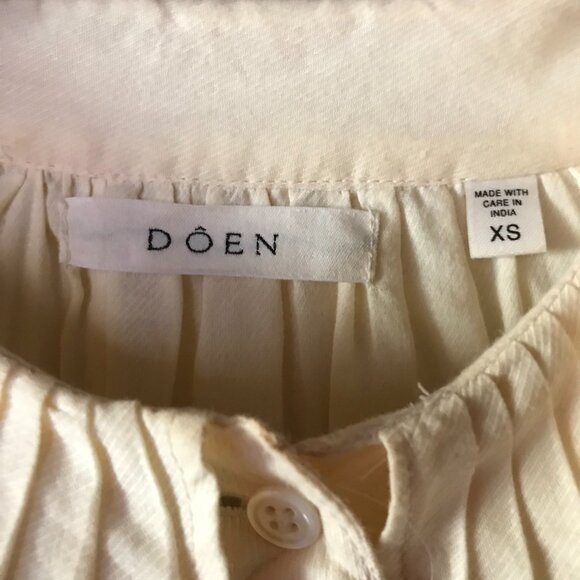 DÔEN
MADE WITH
CARE IN
INDIA
XS